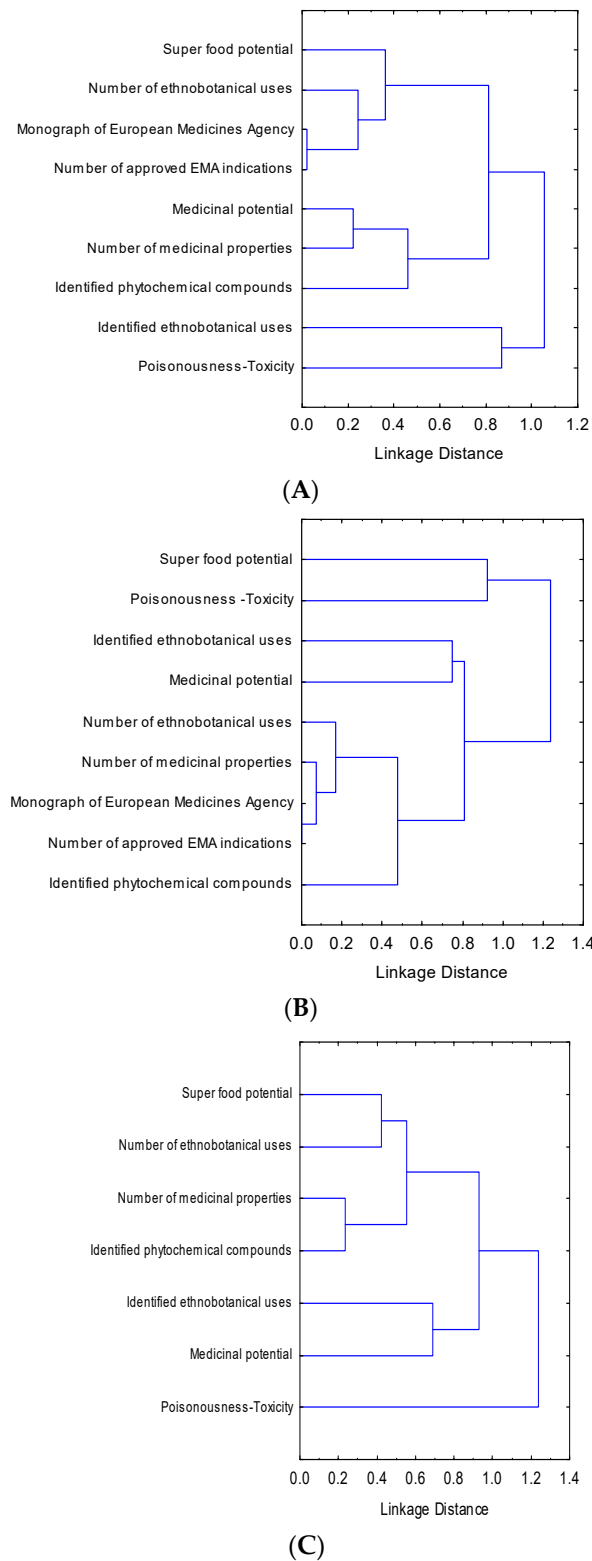 Super food potential
Number of ethnobotanical uses
Monograph of European Medicines Agency
Number of approved EMA indications
Medicinal potential
Number of medicinal properties
Identified phytochemical compounds
Identified ethnobotanical uses
Poisonousness-Toxicity
0.0 0.2 0.4 0.6 0.8 1.0 1.2
Linkage Distance
(A)
Super food potential
Poisonousness -Toxicity
Identified ethnobotanical uses
Medicinal potential
Number of ethnobotanical uses
Number of medicinal properties
Monograph of European Medicines Agency
Number of approved EMA indications
Identified phytochemical compounds
0.0 0.2 0.4 0.6 0.8 1.0 1.2 1.4
Linkage Distance
(B)
Super food potential
Number of ethnobotanical uses
Number of medicinal properties
Identified phytochemical compounds
Identified ethnobotanical uses
Medicinal potential
Poisonousness-Toxicity
0.0 0.2 0.4 0.6 0.8 1.0 1.2 1.4
Linkage Distance
(C)